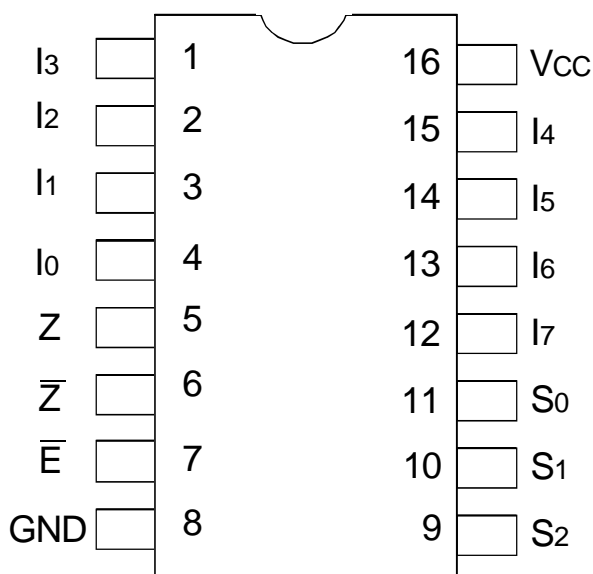 I3 1 16 VCC
I2 2 15 I4
I1 3 14 I5
I0 4 13 I6
Z 5 12 I7
Z̅ 6 11 S0
E̅ 7 10 S1
GND 8 9 S2